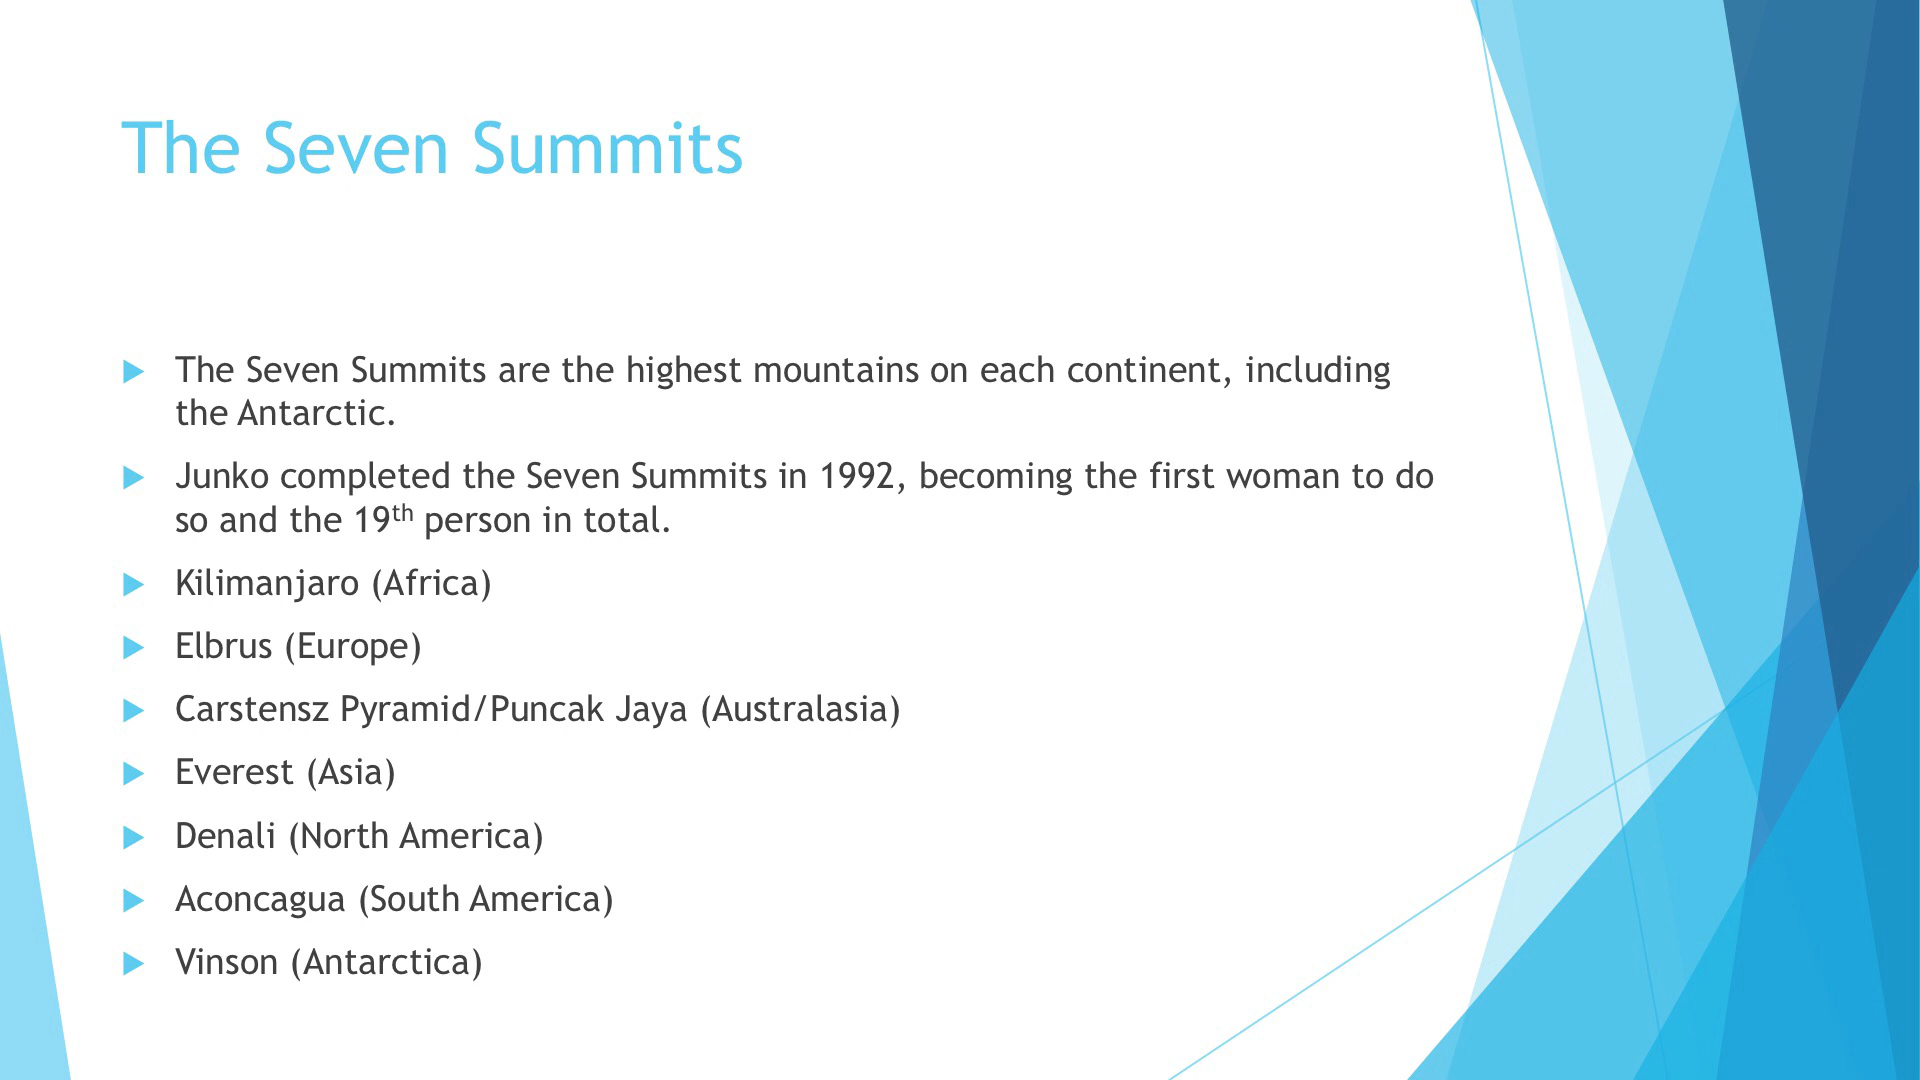 The Seven Summits
The Seven Summits are the highest mountains on each continent, including
the Antarctic.
Junko completed the Seven Summits in 1992, becoming the first woman to do
so and the 19th person in total.
Kilimanjaro (Africa)
Elbrus (Europe)
Carstensz Pyramid/Puncak Jaya (Australasia)
Everest (Asia)
Denali (North America)
Aconcagua (South America)
Vinson (Antarctica)